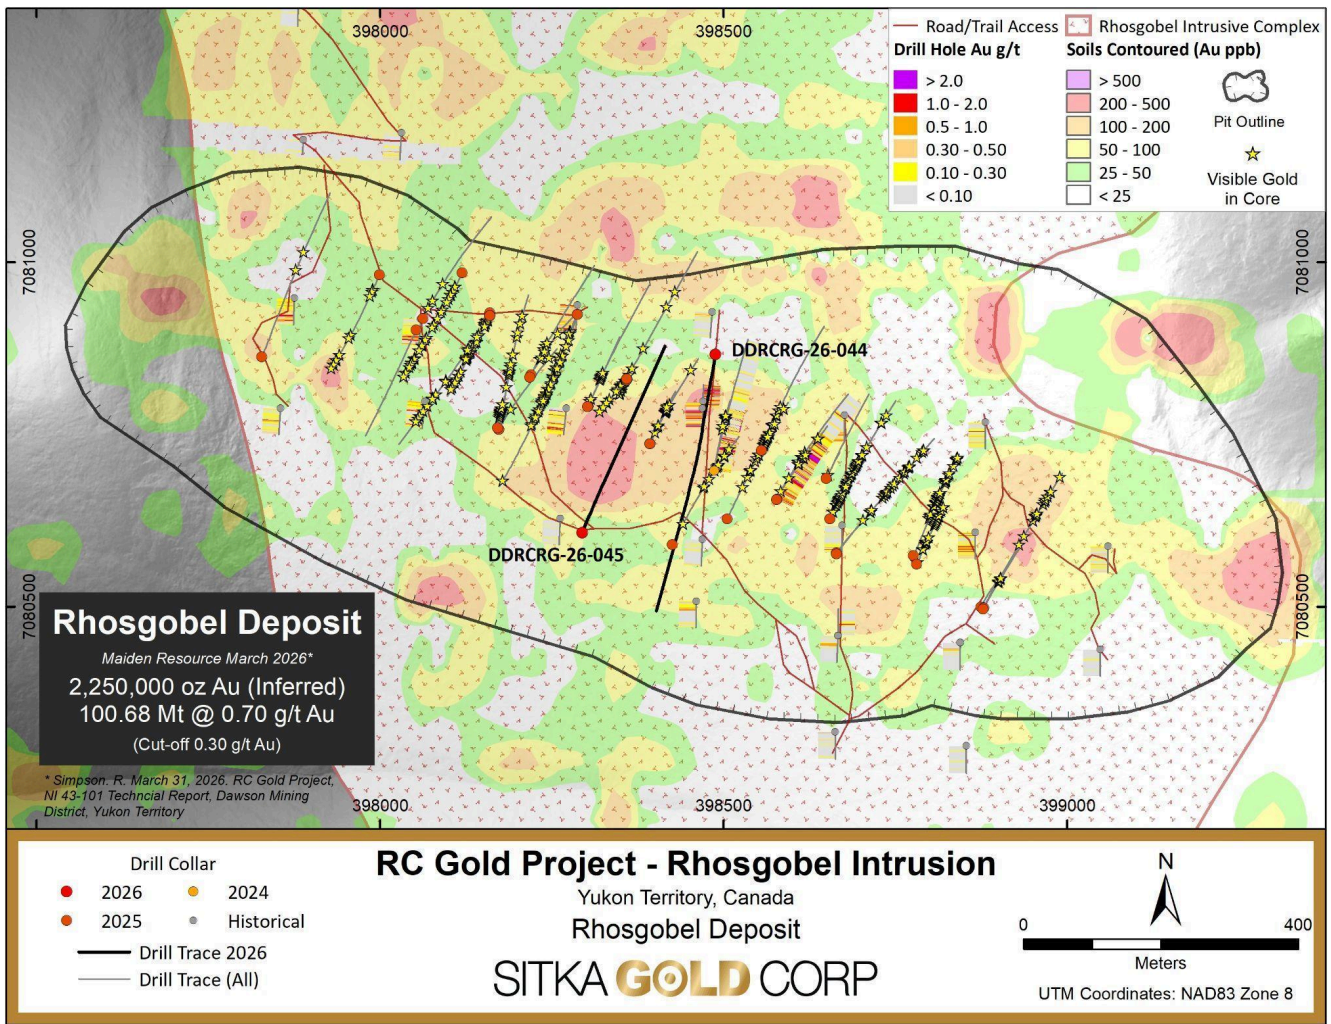 398000
398500
Road/Trail Access
Rhosgobel Intrusive Complex
Drill Hole Au g/t
Soils Contoured (Au ppb)
> 2.0
> 500
1.0 - 2.0
200 - 500
0.5 - 1.0
100 - 200
0.30 - 0.50
50 - 100
0.10 - 0.30
25 - 50
< 0.10
< 25
Pit Outline
Visible Gold
in Core
7081000
7081000
DDRCRG-26-044
DDRCRG-26-045
7080500
7080500
Rhosgobel Deposit
Maiden Resource March 2026*
2,250,000 oz Au (Inferred)
100.68 Mt @ 0.70 g/t Au
(Cut-off 0.30 g/t Au)
* Simpson. R. March 31, 2026. RC Gold Project,
NI 43-101 Techncial Report, Dawson Mining
District, Yukon Territory
398000
398500
399000
Drill Collar
2026
2024
2025
Historical
Drill Trace 2026
Drill Trace (All)
RC Gold Project - Rhosgobel Intrusion
Yukon Territory, Canada
Rhosgobel Deposit
SITKA GOLD CORP
N
0
400
Meters
UTM Coordinates: NAD83 Zone 8